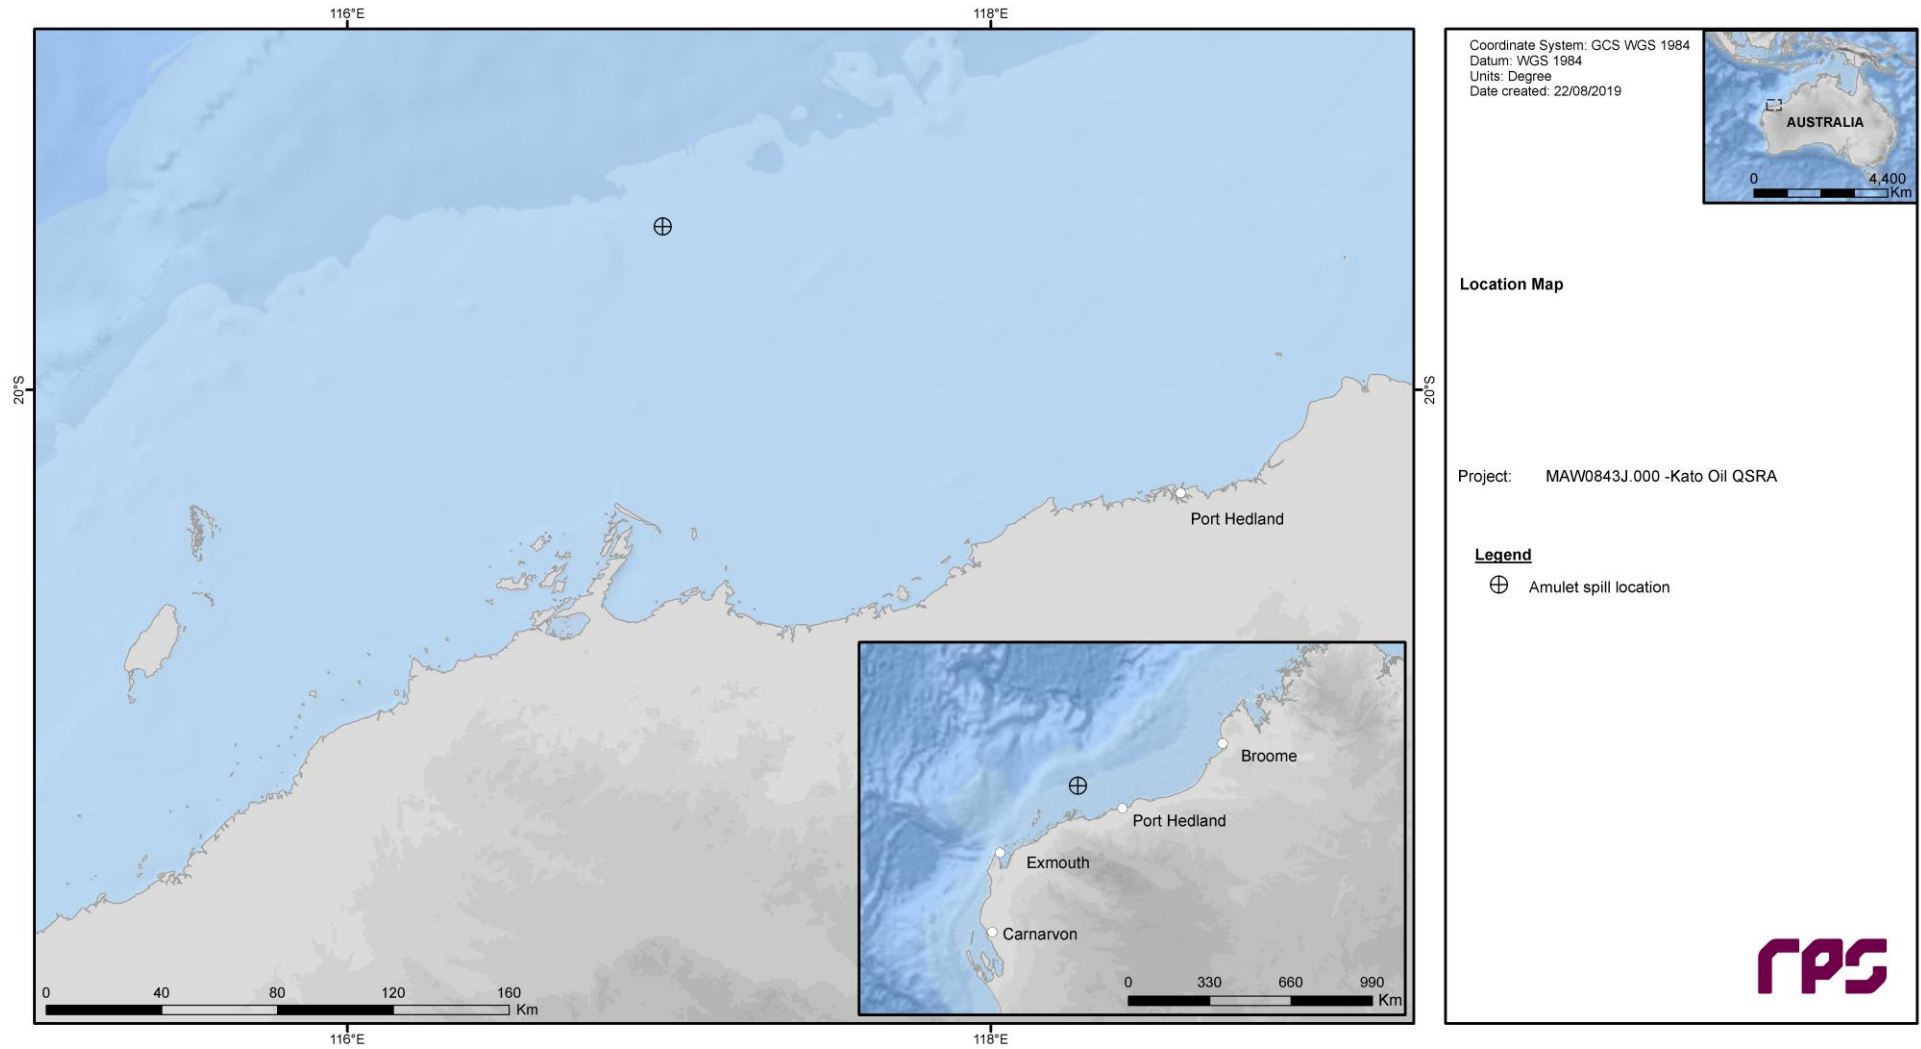 116°E
118°E
20°S
20°S
Port Hedland
Broome
Port Hedland
Exmouth
Carnarvon
0 330 660 990
Km
0 40 80 120 160
Km
116°E
118°E
Coordinate System: GCS WGS 1984
Datum: WGS 1984
Units: Degree
Date created: 22/08/2019
AUSTRALIA
0 4,400
Km
Location Map
Project: MAW0843J.000 -Kato Oil QSRA
Legend
Amulet spill location
rps